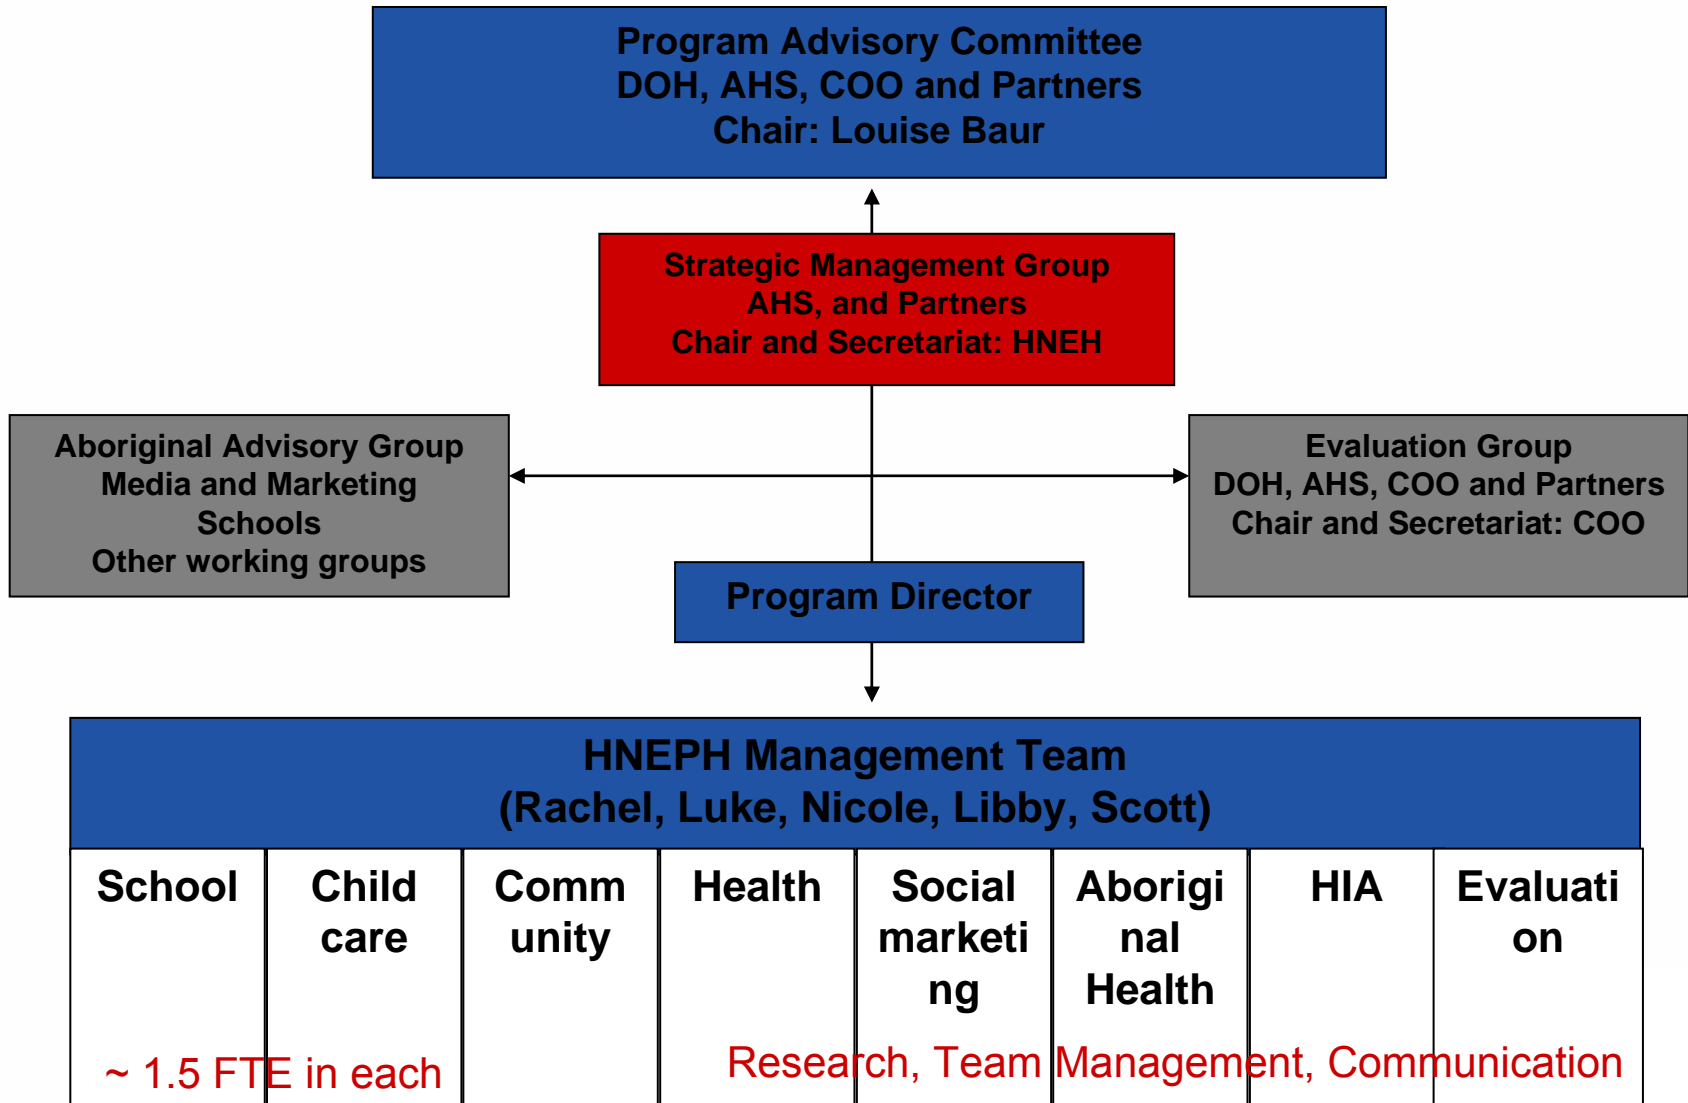 Program Advisory Committee
DOH, AHS, COO and Partners
Chair: Louise Baur
Strategic Management Group
AHS, and Partners
Chair and Secretariat: HNEH
Aboriginal Advisory Group
Media and Marketing
Schools
Other working groups
Evaluation Group
DOH, AHS, COO and Partners
Chair and Secretariat: COO
Program Director
HNEPH Management Team
(Rachel, Luke, Nicole, Libby, Scott)
School
Child
care
Comm
unity
Health
Social
marketi
ng
Aborigi
nal
Health
HIA
Evaluati
on
~ 1.5 FTE in each
Research, Team Management, Communication